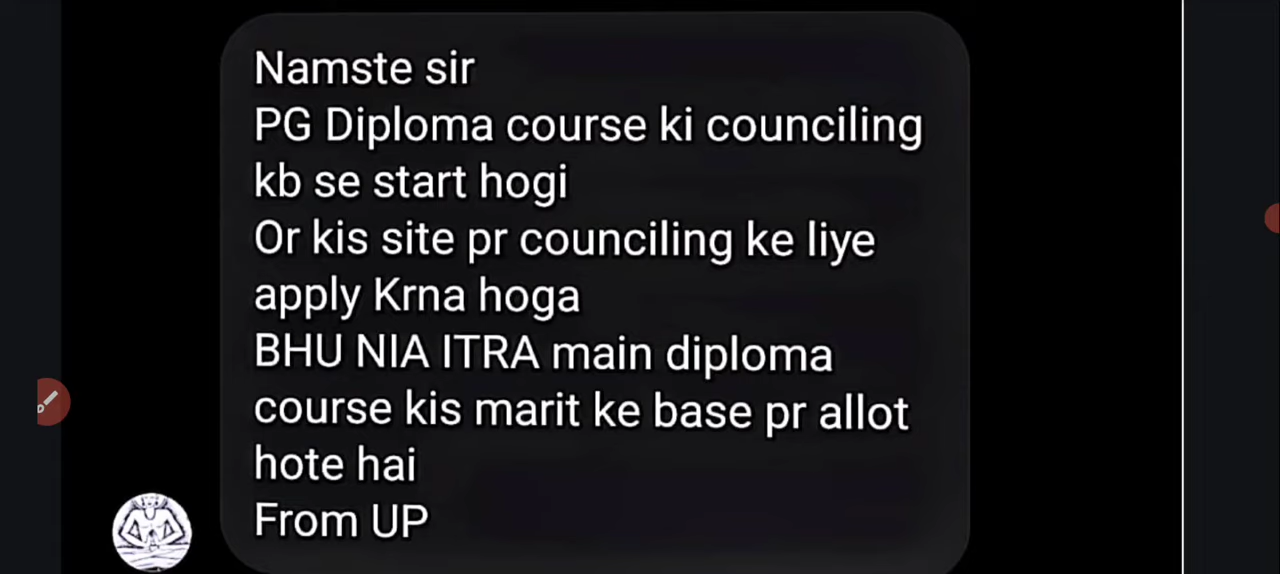 Namste sir
PG Diploma course ki counciling
kb se start hogi
Or kis site pr counciling ke liye
apply Krna hoga
BHU NIA ITRA main diploma
course kis marit ke base pr allot
hote hai
From UP